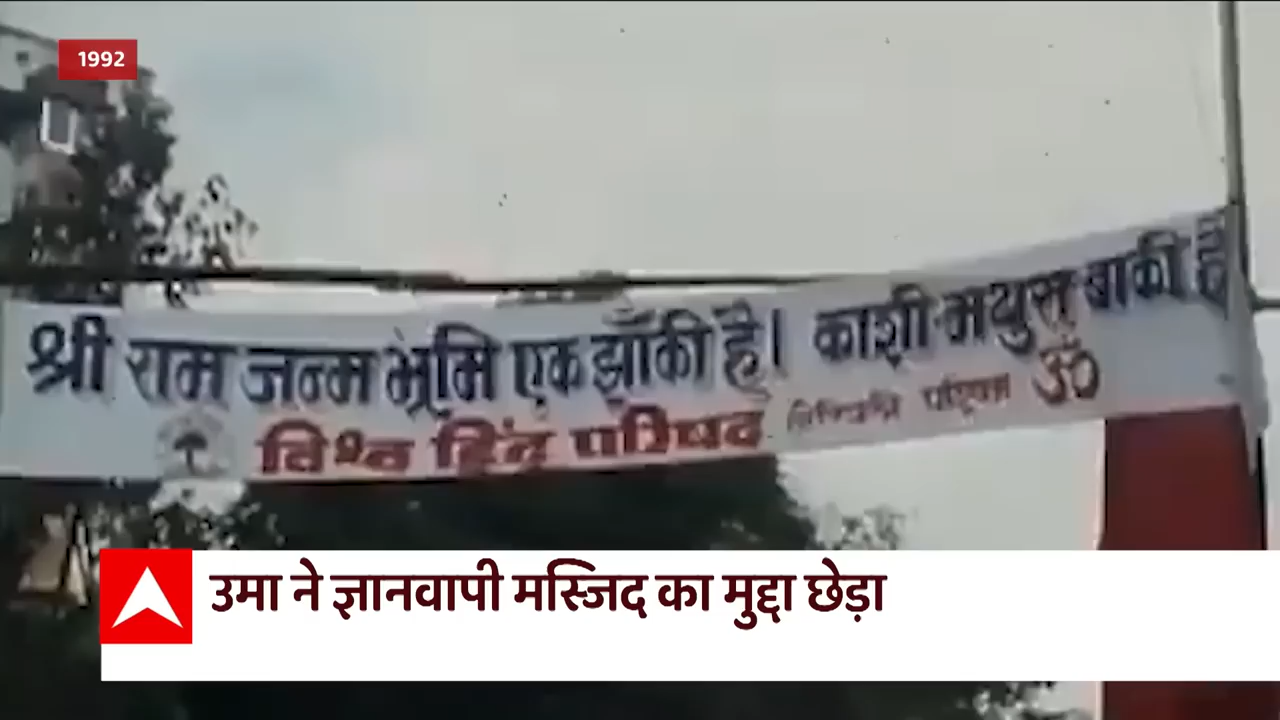 1992
श्री राम जन्म भूमि एक झाँकी है। काशी-मथुरा बाकी है
विश्व हिंदू परिषद ॐ
उमा ने ज्ञानवापी मस्जिद का मुद्दा छेड़ा